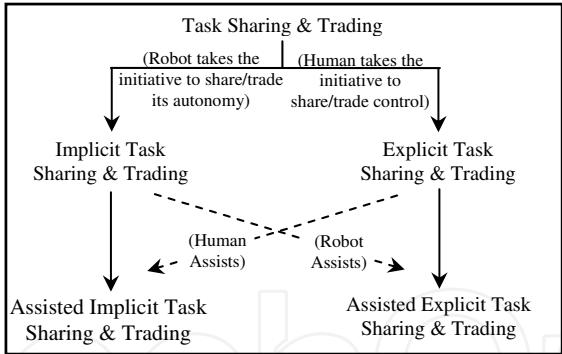 Task Sharing & Trading
(Robot takes the
initiative to share/trade
its autonomy)
(Human takes the
initiative to
share/trade control)
Implicit Task
Sharing & Trading
Explicit Task
Sharing & Trading
(Human
Assists)
(Robot
Assists)
Assisted Implicit Task
Sharing & Trading
Assisted Explicit Task
Sharing & Trading